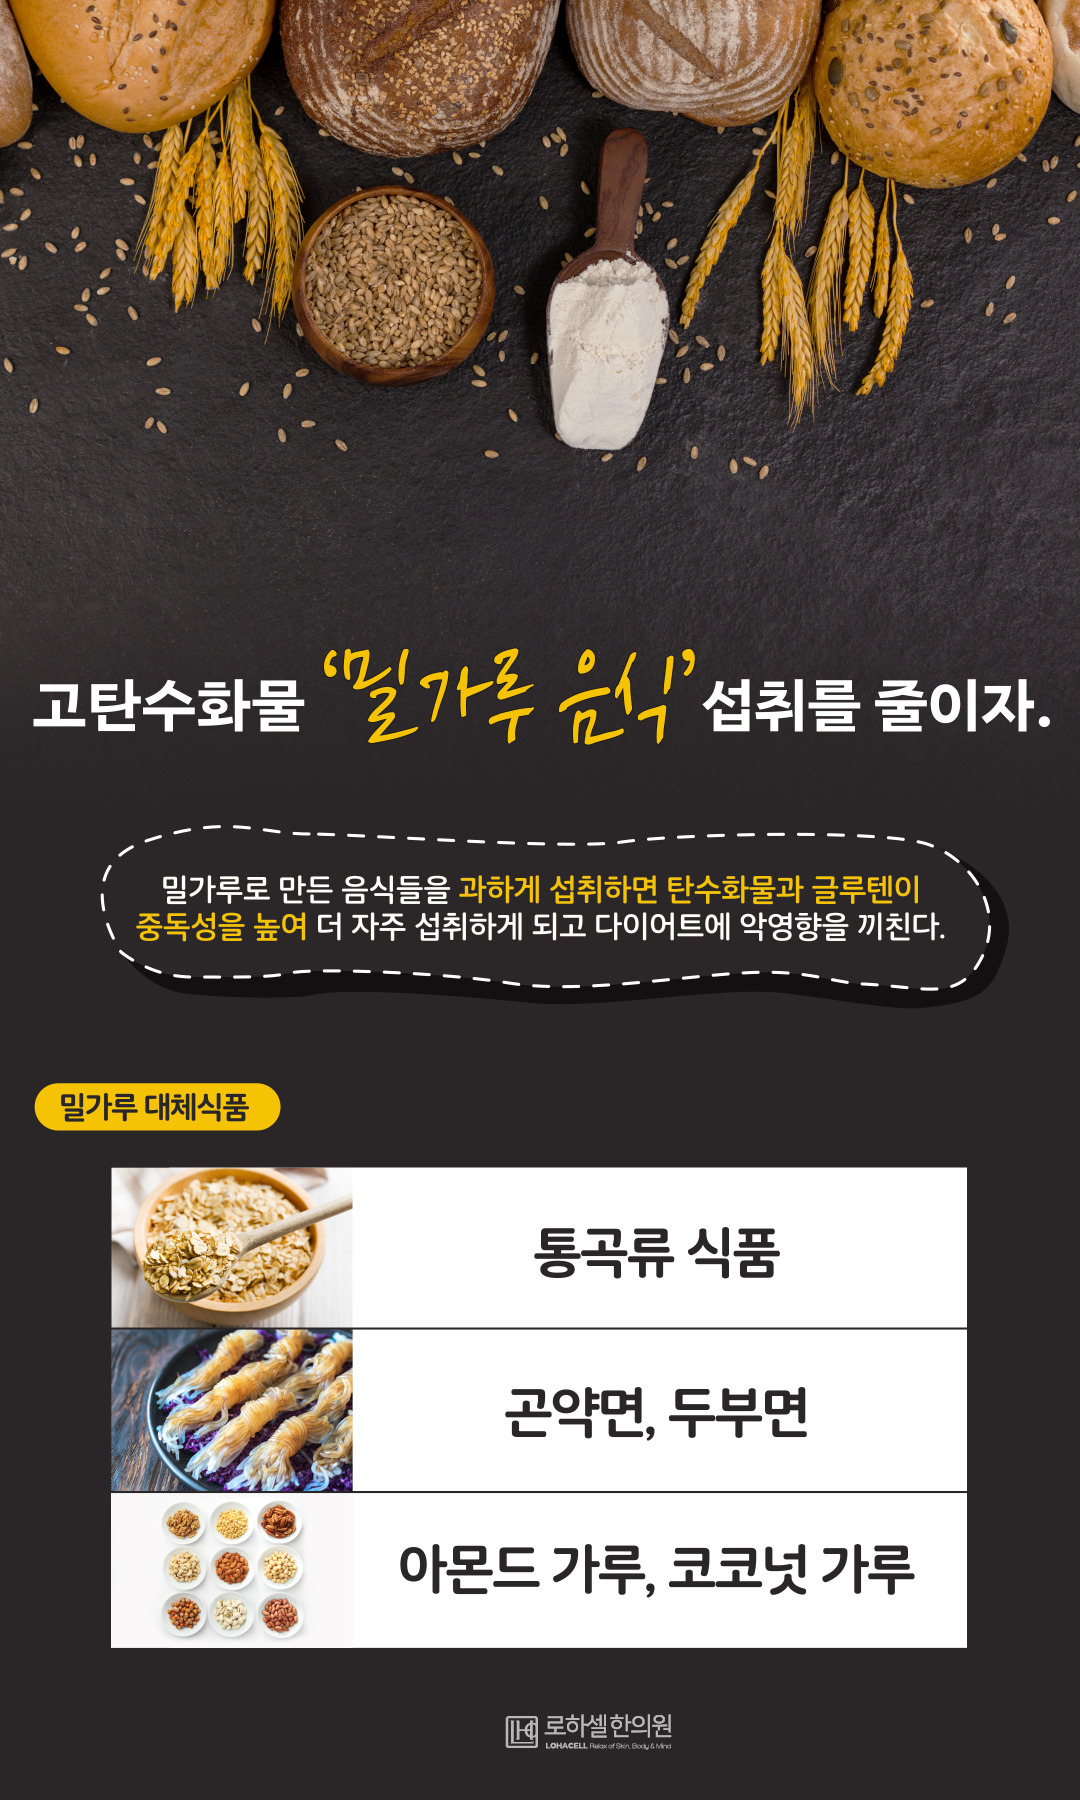 고탄수화물 '밀가루 음식' 섭취를 줄이자.
밀가루로 만든 음식들을 과하게 섭취하면 탄수화물과 글루텐이
중독성을 높여 더 자주 섭취하게 되고 다이어트에 악영향을 끼친다.
밀가루 대체식품
통곡류 식품
곤약면, 두부면
아몬드 가루, 코코넛 가루
로하셀한의원
LOHACELL Relax of Skin, Body & Mind